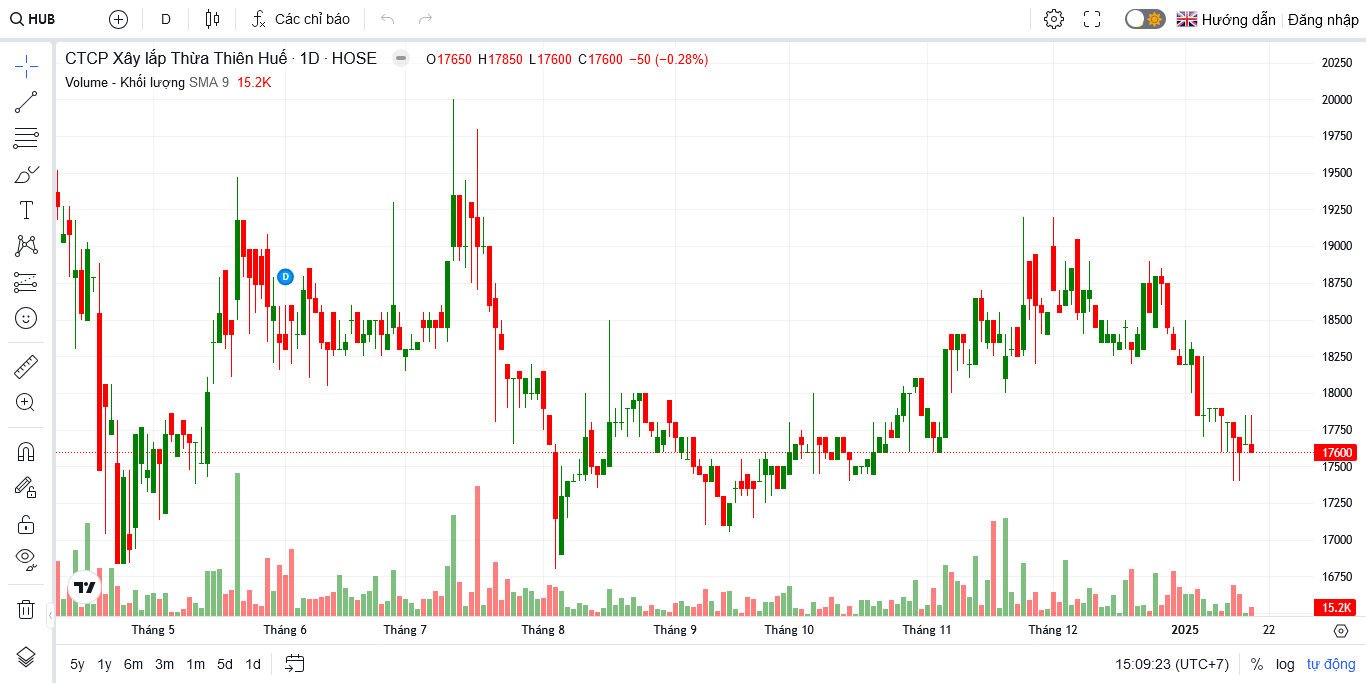 HUB D Các chỉ báo Hướng dẫn Đăng nhập
CTCP Xây lắp Thừa Thiên Huế · 1D · HOSE O17650 H17850 L17600 C17600 −50 (−0.28%)
Volume - Khối lượng SMA 9 15.2K
20250
20000
19750
19500
19250
19000
18750
D
18500
18250
18000
17750
17600
17500
17250
17000
16750
15.2K
Tháng 5 Tháng 6 Tháng 7 Tháng 8 Tháng 9 Tháng 10 Tháng 11 Tháng 12 2025 22
5y 1y 6m 3m 1m 5d 1d 15:09:23 (UTC+7) % log tự động